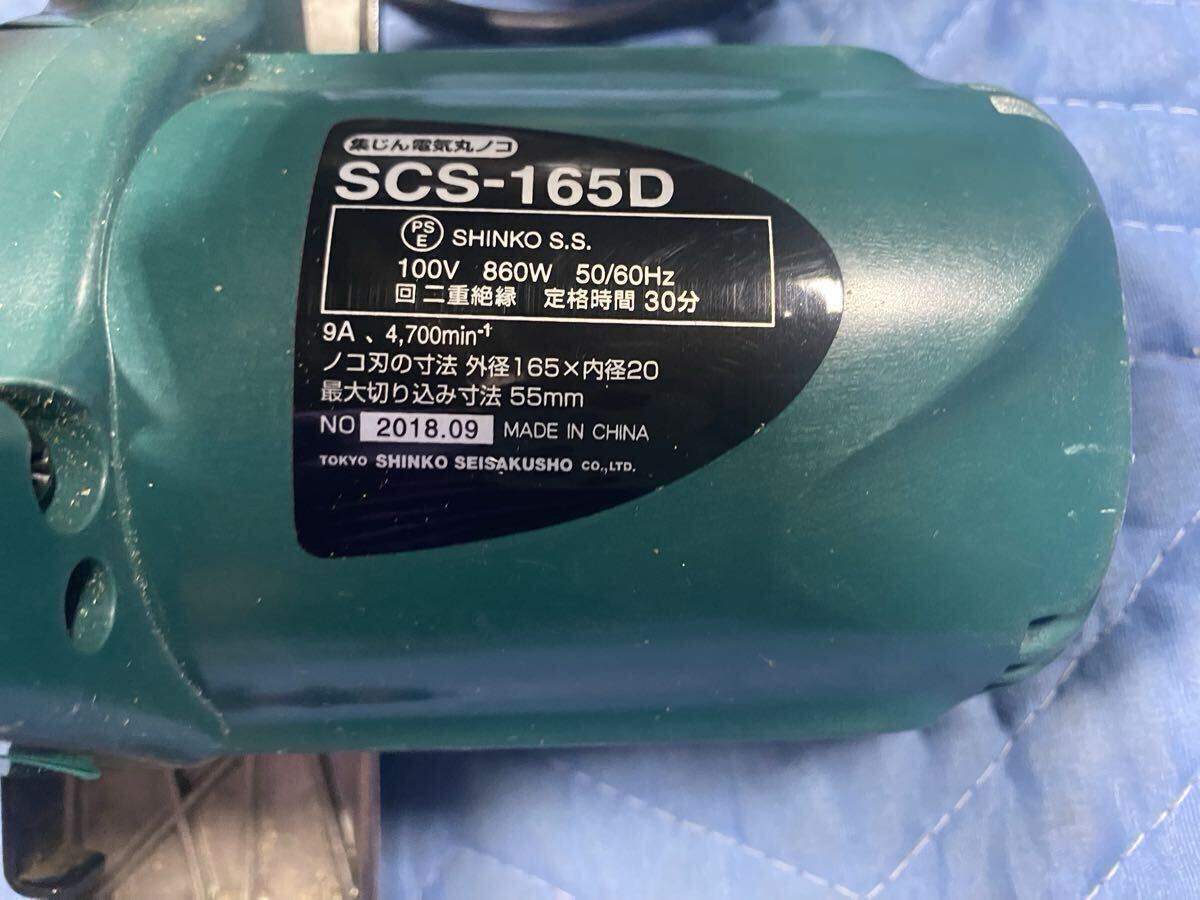 集じん電気丸ノコ
SCS-165D
PS E SHINKO S.S.
100V 860W 50/60Hz
回 二重絶縁 定格時間 30分
9A、4,700min⁻¹
ノコ刃の寸法 外径165×内径20
最大切り込み寸法 55mm
NO 2018.09 MADE IN CHINA
TOKYO SHINKO SEISAKUSHO CO.,LTD.